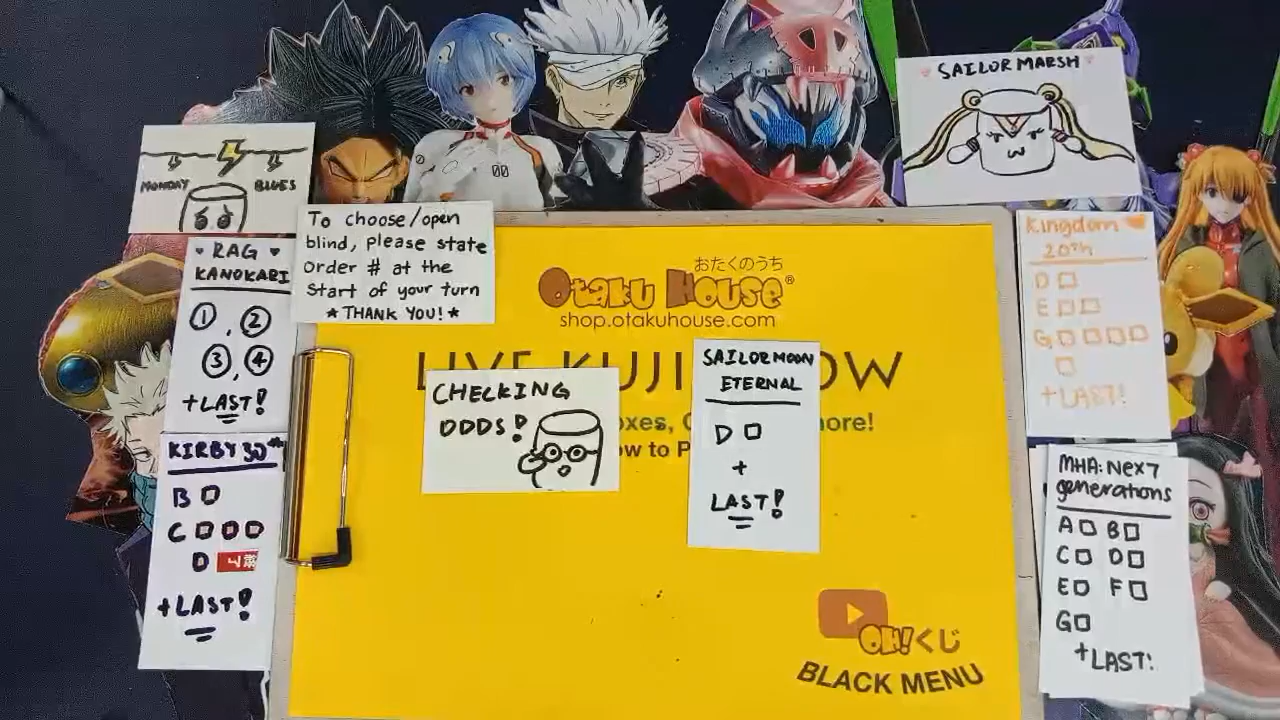 ♥ SAILOR MARSH ♥
MONDAY BLUES
♥ RAG ♥
KANOKARI
① , ②
③ , ④
+LAST!
KIRBY 30th
B □
C □ □ □
D
+LAST!
To choose/open
blind, please state
order # at the
start of your turn
★THANK YOU!★
00
おたくのうち
Otaku House®
shop.otakuhouse.com
LIVE KUJI OW
oxes, ore!
ow to P
CHECKING
ODDS!
SAILORMOON
ETERNAL
D □
+
LAST!
OH!くじ
BLACK MENU
Kingdom ♥
20th
D □
E □ □
G □ □ □ □
□
+LAST!
MHA: Next
generations
A □ B □
C □ D □
E □ F □
G □
+LAST!